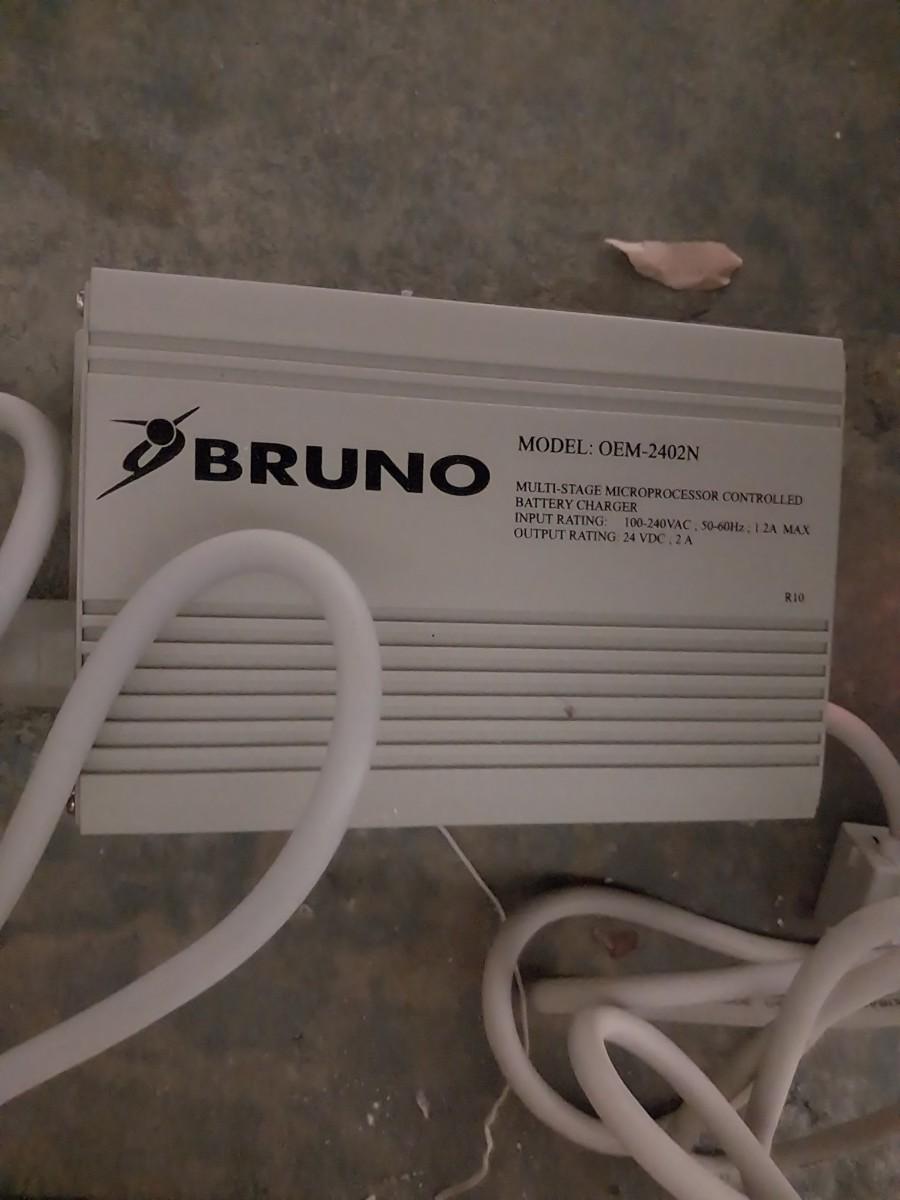 BRUNO
MODEL: OEM-2402N
MULTI-STAGE MICROPROCESSOR CONTROLLED
BATTERY CHARGER
INPUT RATING: 100-240VAC , 50-60Hz , 1.2A MAX
OUTPUT RATING: 24 VDC , 2 A
R10